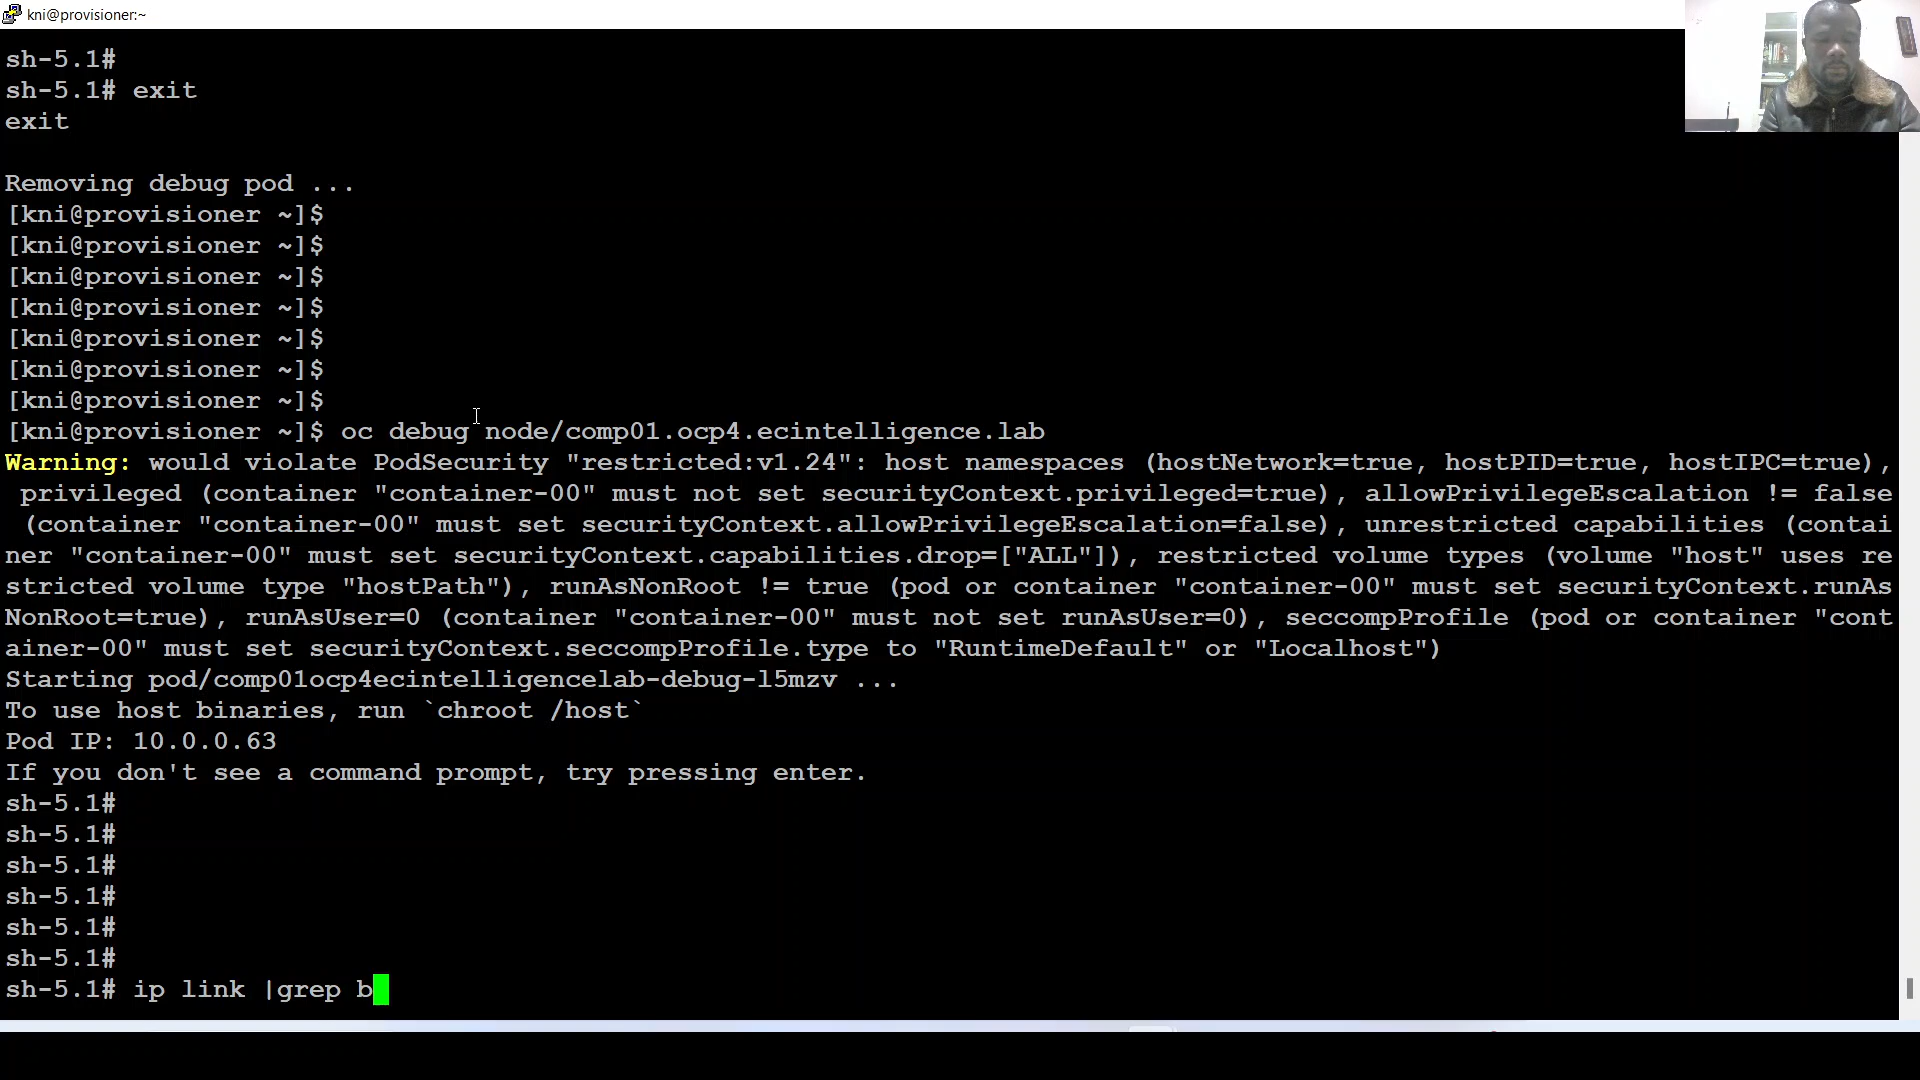 kni@provisioner:~
sh-5.1#
sh-5.1# exit
exit
Removing debug pod ...
[kni@provisioner ~]$
[kni@provisioner ~]$
[kni@provisioner ~]$
[kni@provisioner ~]$
[kni@provisioner ~]$
[kni@provisioner ~]$
[kni@provisioner ~]$
[kni@provisioner ~]$ oc debug node/comp01.ocp4.ecintelligence.lab
Warning: would violate PodSecurity "restricted:v1.24": host namespaces (hostNetwork=true, hostPID=true, hostIPC=true),
 privileged (container "container-00" must not set securityContext.privileged=true), allowPrivilegeEscalation != false
 (container "container-00" must set securityContext.allowPrivilegeEscalation=false), unrestricted capabilities (contai
ner "container-00" must set securityContext.capabilities.drop=["ALL"]), restricted volume types (volume "host" uses re
stricted volume type "hostPath"), runAsNonRoot != true (pod or container "container-00" must set securityContext.runAs
NonRoot=true), runAsUser=0 (container "container-00" must not set runAsUser=0), seccompProfile (pod or container "cont
ainer-00" must set securityContext.seccompProfile.type to "RuntimeDefault" or "Localhost")
Starting pod/comp01ocp4ecintelligencelab-debug-l5mzv ...
To use host binaries, run `chroot /host`
Pod IP: 10.0.0.63
If you don't see a command prompt, try pressing enter.
sh-5.1#
sh-5.1#
sh-5.1#
sh-5.1#
sh-5.1#
sh-5.1#
sh-5.1# ip link |grep b